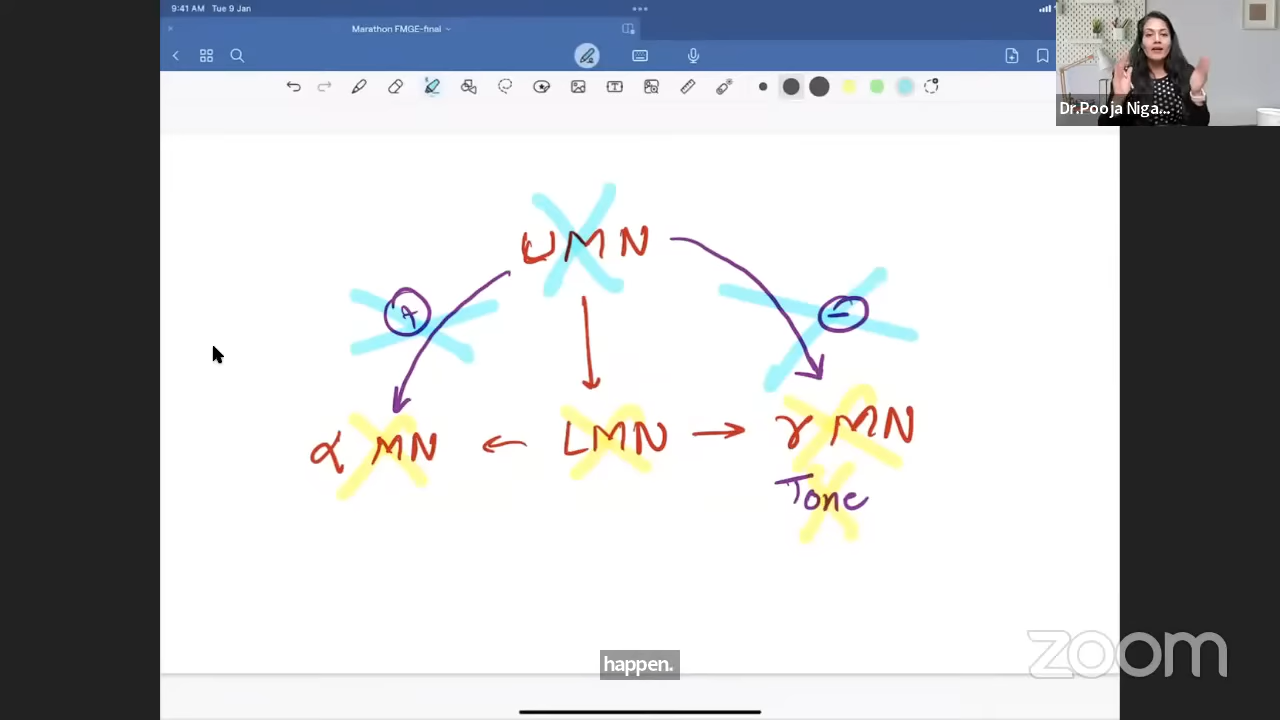 9:41 AM Tue 9 Jan
Marathon FMGE-final
Dr.Pooja Niga...
UMN
+
−
α MN ← LMN → γ MN
Tone
happen.
zoom